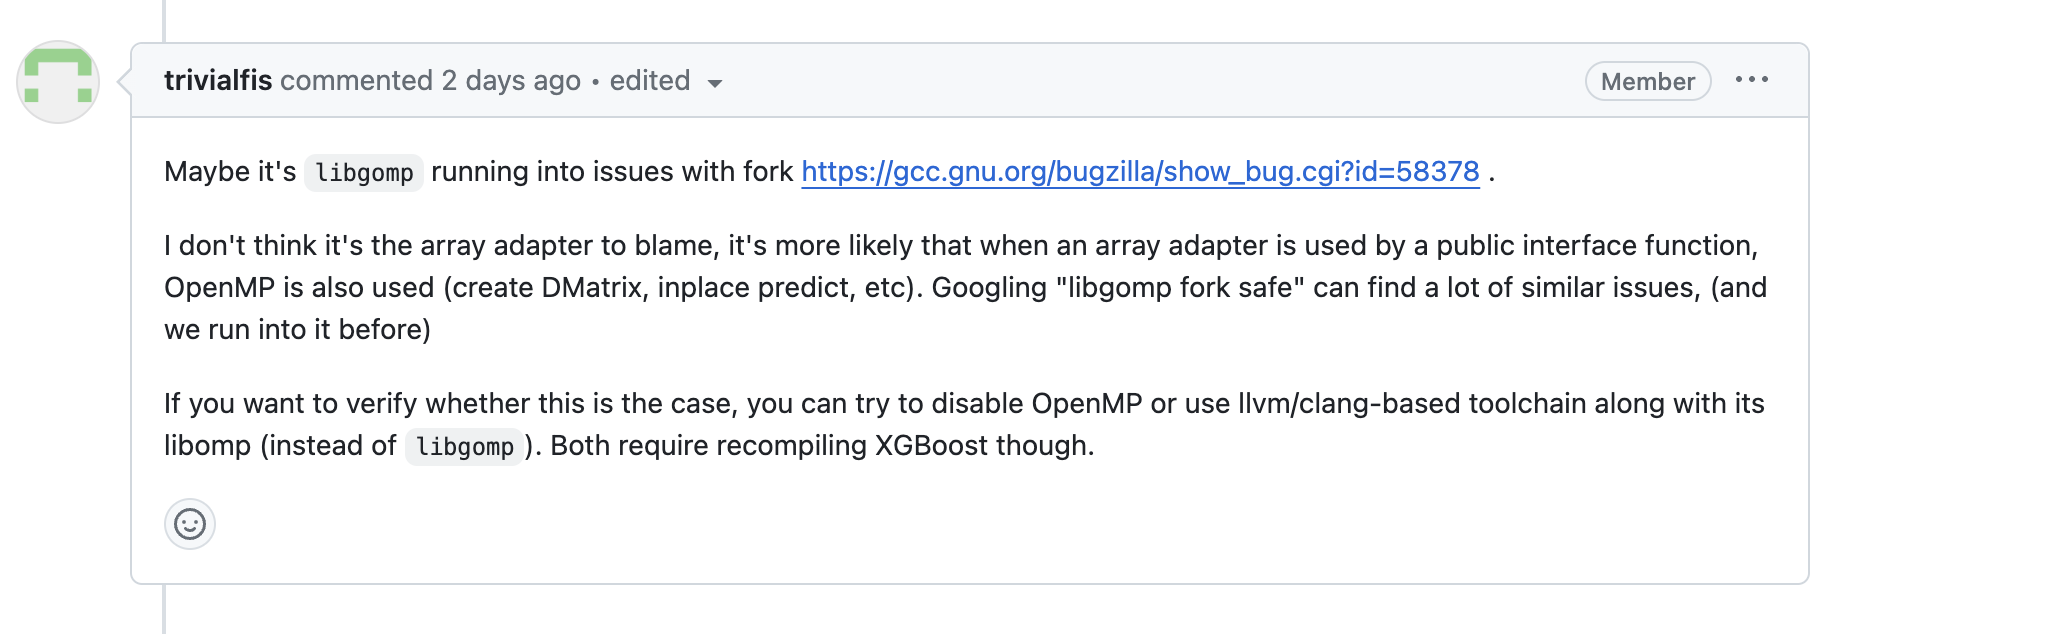 trivialfis commented 2 days ago • edited
Member
Maybe it's libgomp running into issues with fork https://gcc.gnu.org/bugzilla/show_bug.cgi?id=58378 .
I don't think it's the array adapter to blame, it's more likely that when an array adapter is used by a public interface function,
OpenMP is also used (create DMatrix, inplace predict, etc). Googling "libgomp fork safe" can find a lot of similar issues, (and
we run into it before)
If you want to verify whether this is the case, you can try to disable OpenMP or use llvm/clang-based toolchain along with its
libomp (instead of libgomp). Both require recompiling XGBoost though.